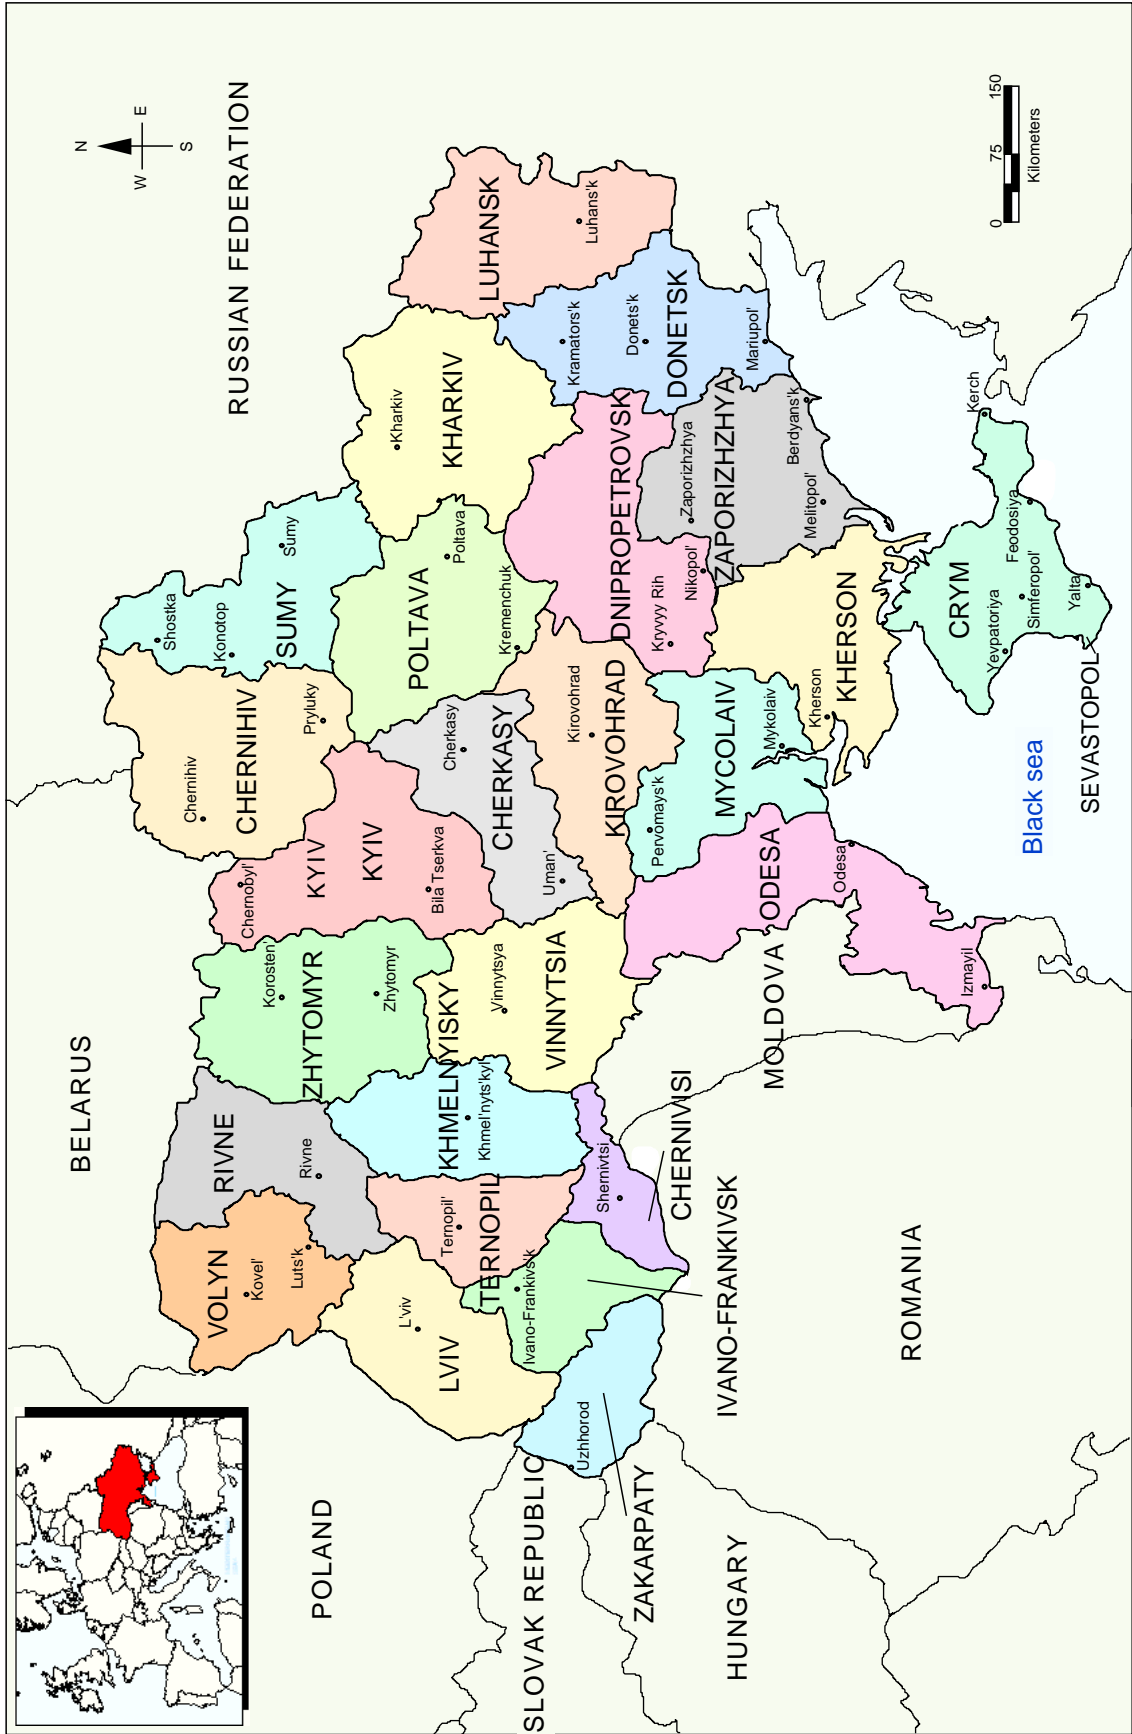 RUSSIAN FEDERATION
BELARUS
POLAND
SLOVAK REPUBLIC
HUNGARY
ROMANIA
MOLDOVA
Black sea
SEVASTOPOL
N
W
E
S
0
75
150
Kilometers
VOLYN
Kovel'
Luts'k
RIVNE
Rivne
ZHYTOMYR
Korosten'
Zhytomyr
KYIV
KYIV
Chernobyl'
Bila Tserkva
CHERNIHIV
Chernihiv
Pryluky
SUMY
Shostka
Konotop
Sumy
LVIV
L'viv
TERNOPIL
Ternopil'
KHMELNYISKY
Khmel'nyts'kyl
VINNYTSIA
Vinnytsya
CHERKASY
Cherkasy
Uman'
POLTAVA
Poltava
Kremenchuk
KHARKIV
Kharkiv
LUHANSK
Luhans'k
ZAKARPATY
Uzhhorod
IVANO-FRANKIVSK
Ivano-Frankivs'k
CHERNIVISI
Shernivtsi
KIROVOHRAD
Kirovohrad
DNIPROPETROVSK
Kryvyy Rih
Nikopol'
DONETSK
Kramators'k
Donets'k
Mariupol'
ZAPORIZHZHYA
Zaporizhzhya
Melitopol'
Berdyans'k
ODESA
Odesa
Izmayil
MYCOLAIV
Pervomays'k
Mykolaiv
KHERSON
Kherson
CRYM
Yevpatoriya
Simferopol'
Feodosiya
Kerch
Yalta